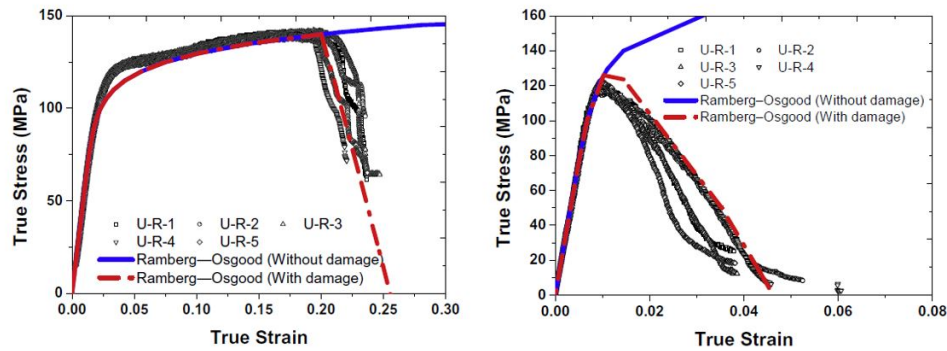 True Stress (MPa)
150
100
50
0
U-R-1 U-R-2 U-R-3
U-R-4 U-R-5
Ramberg—Osgood (Without damage)
Ramberg—Osgood (With damage)
0.00 0.05 0.10 0.15 0.20 0.25 0.30
True Strain
True Stress (MPa)
160
140
120
100
80
60
40
20
0
U-R-1 U-R-2
U-R-3 U-R-4
U-R-5
Ramberg–Osgood (Without damage)
Ramberg–Osgood (With damage)
0.00 0.02 0.04 0.06 0.08
True Strain